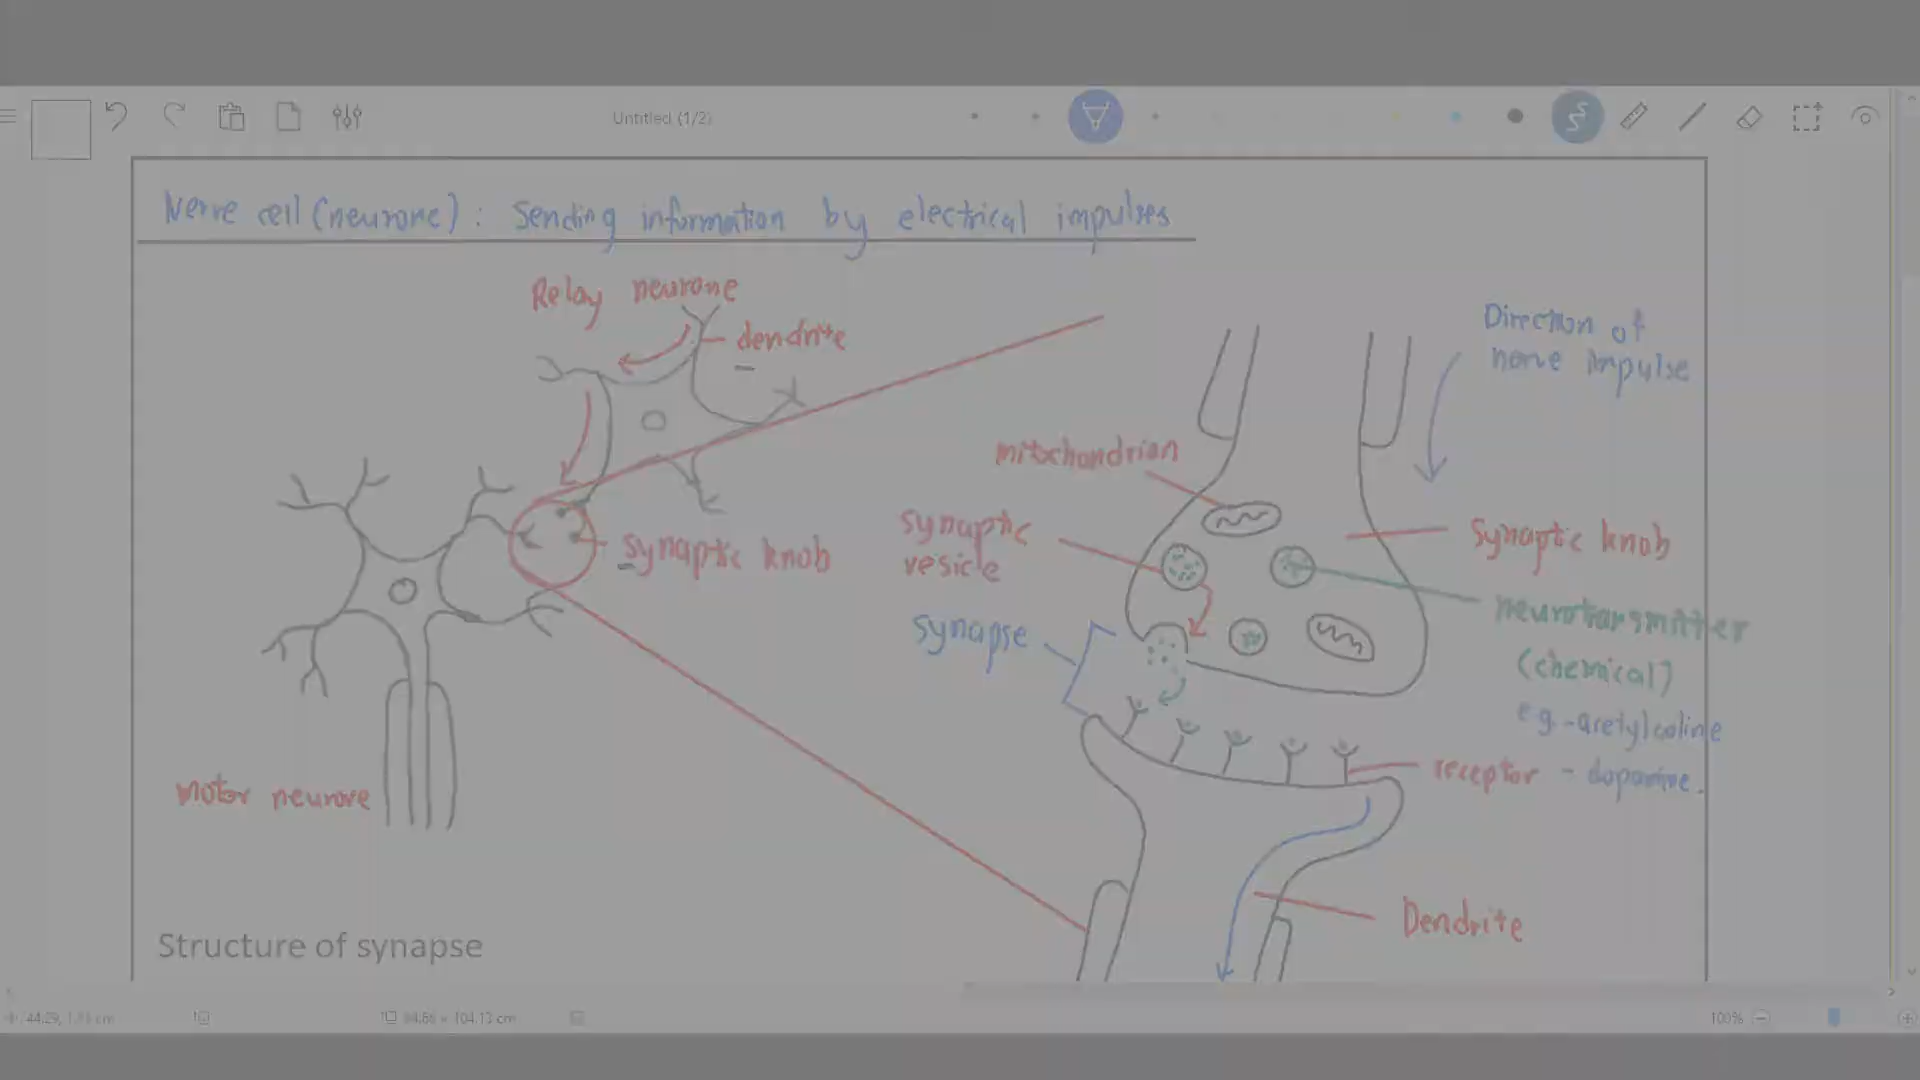 Untitled (1/2)
Nerve cell (neurone) : Sending information by electrical impulses
Relay neurone
dendrite
Direction of
nerve impulse
mitochondrian
synaptic
vesicle
synaptic knob
Synaptic knob
neurotransmitter
(chemical)
synapse
e.g. - acetylcoline
receptor - dopamine.
motor neurone
Dendrite
Structure of synapse
100%